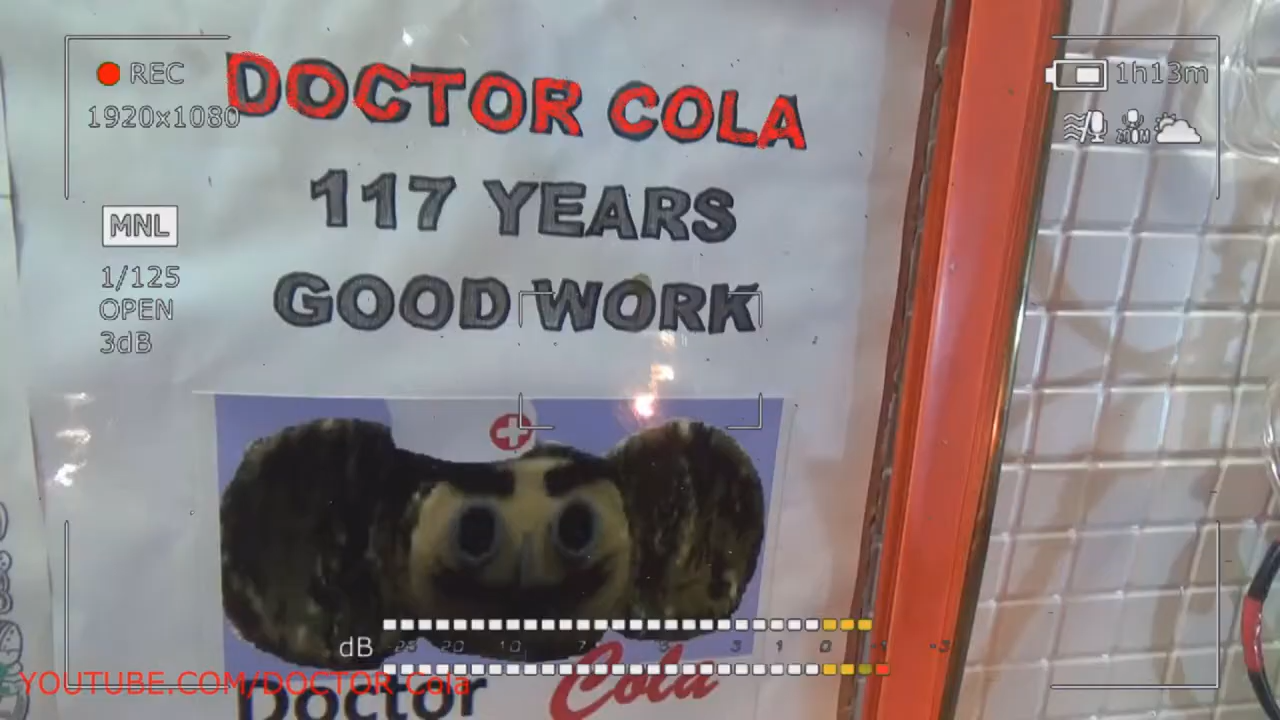 DOCTOR COLA
117 YEARS
GOOD WORK
REC
1920x1080
1h13m
MNL
1/125
OPEN
3dB
dB
YOUTUBE.COM/DOCTOR Cola
Doctor Cola